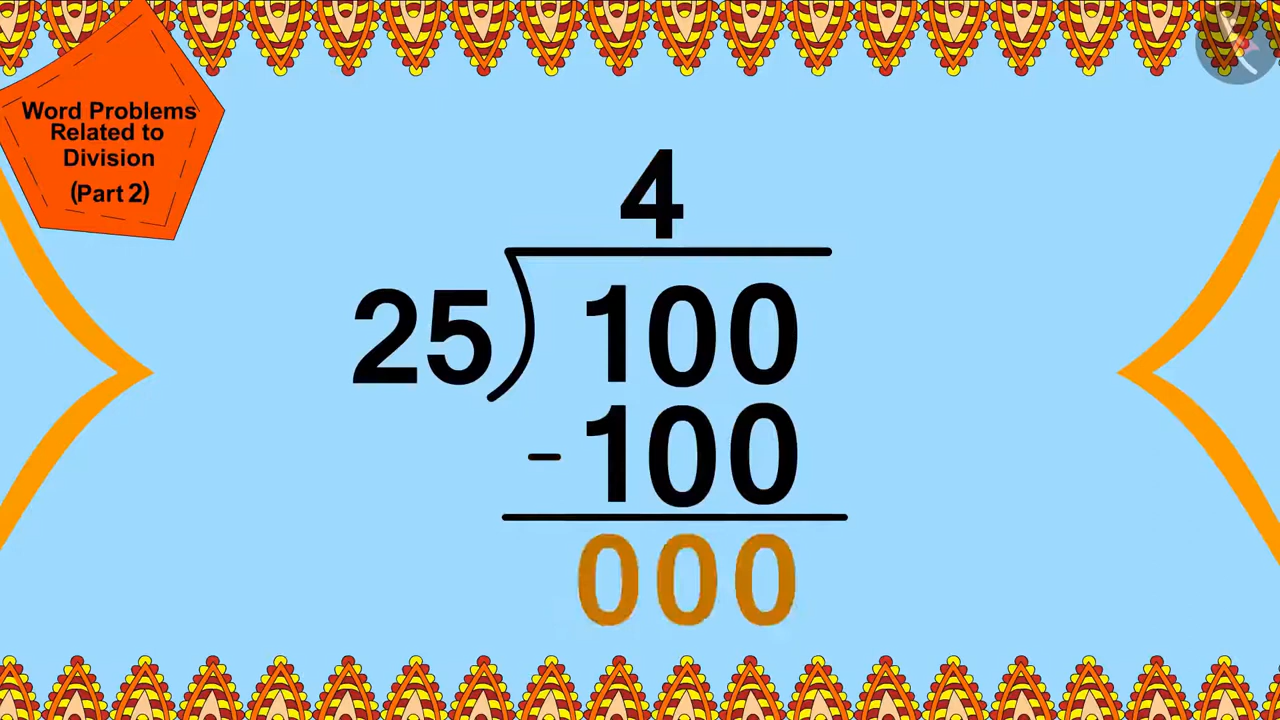 Word Problems
Related to
Division
(Part 2)
4
25 100
- 100
000